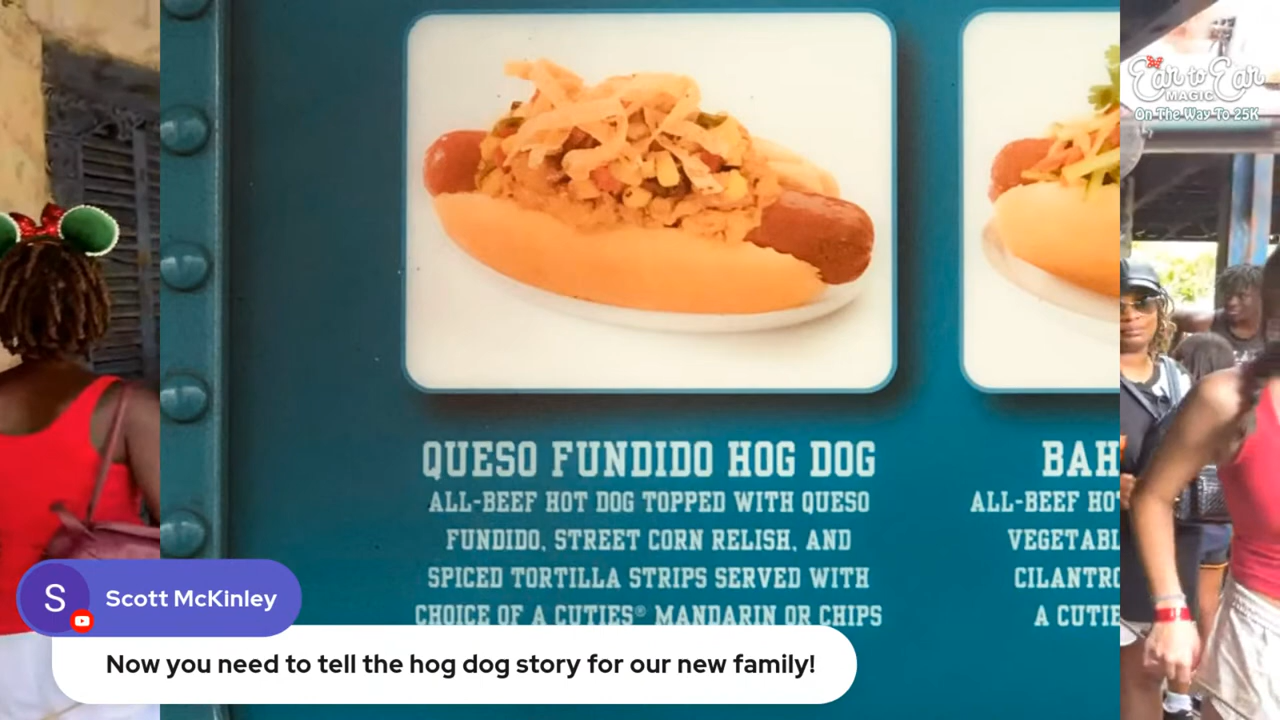 Ear to Ear
MAGIC
On The Way To 25K
QUESO FUNDIDO HOG DOG
ALL-BEEF HOT DOG TOPPED WITH QUESO
FUNDIDO, STREET CORN RELISH, AND
SPICED TORTILLA STRIPS SERVED WITH
CHOICE OF A CUTIES® MANDARIN OR CHIPS
BAH
ALL-BEEF HOT
VEGETABL
CILANTRO
A CUTIE
S
Scott McKinley
Now you need to tell the hog dog story for our new family!